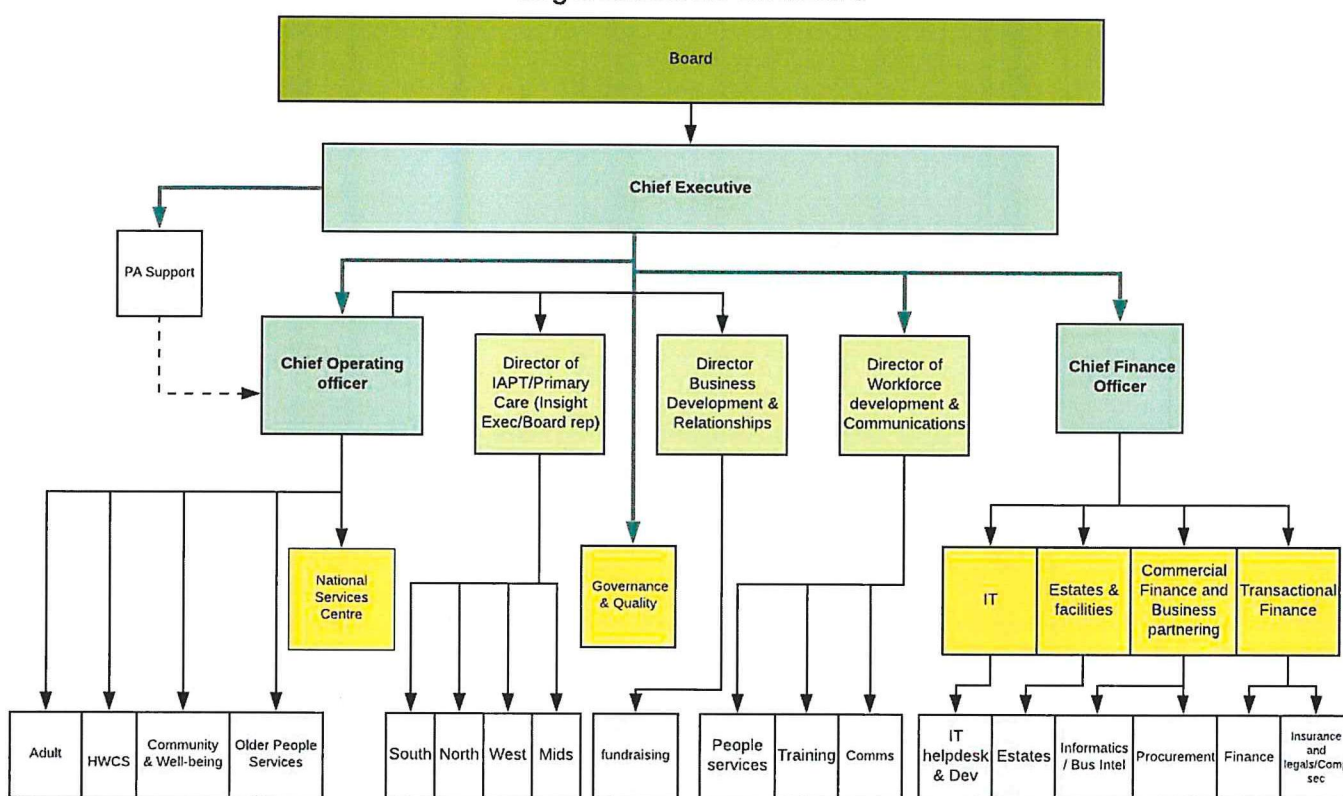 Board
Chief Executive
PA Support
Chief Operating
officer
Director of
IAPT/Primary
Care (Insight
Exec/Board rep)
Director
Business
Development &
Relationships
Director of
Workforce
development &
Communications
Chief Finance
Officer
National
Services
Centre
Governance
& Quality
IT
Estates &
facilities
Commercial
Finance and
Business
partnering
Transactional
Finance
Adult
HWCS
Community
& Well-being
Older People
Services
South
North
West
Mids
fundraising
People
services
Training
Comms
IT
helpdesk
& Dev
Estates
Informatics
/ Bus Intel
Procurement
Finance
Insurance
and
legals/Comp
sec